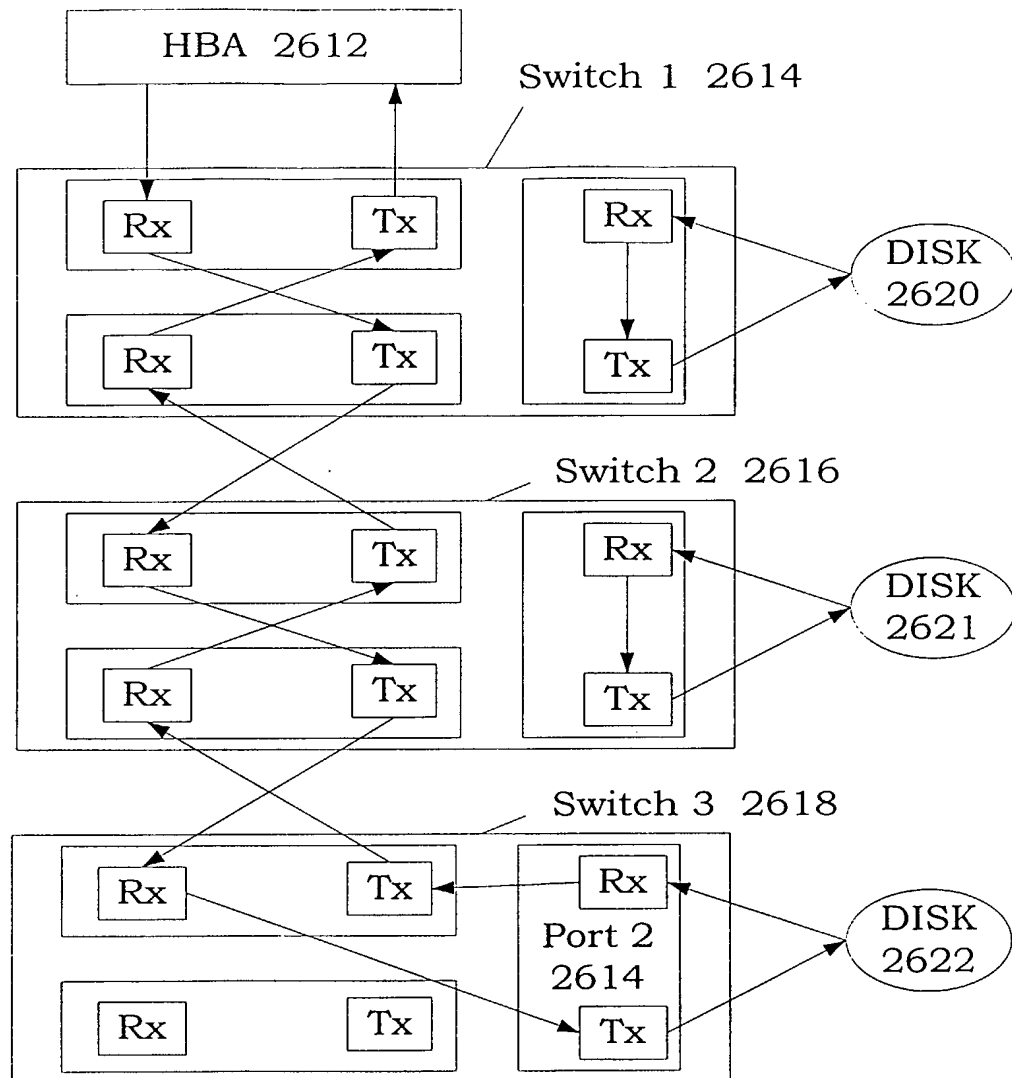 HBA 2612
Switch 1 2614
Rx
Tx
Rx
DISK
2620
Rx
Tx
Tx
Switch 2 2616
Rx
Tx
Rx
DISK
2621
Rx
Tx
Tx
Switch 3 2618
Rx
Tx
Rx
DISK
2622
Port 2
2614
Rx
Tx
Tx